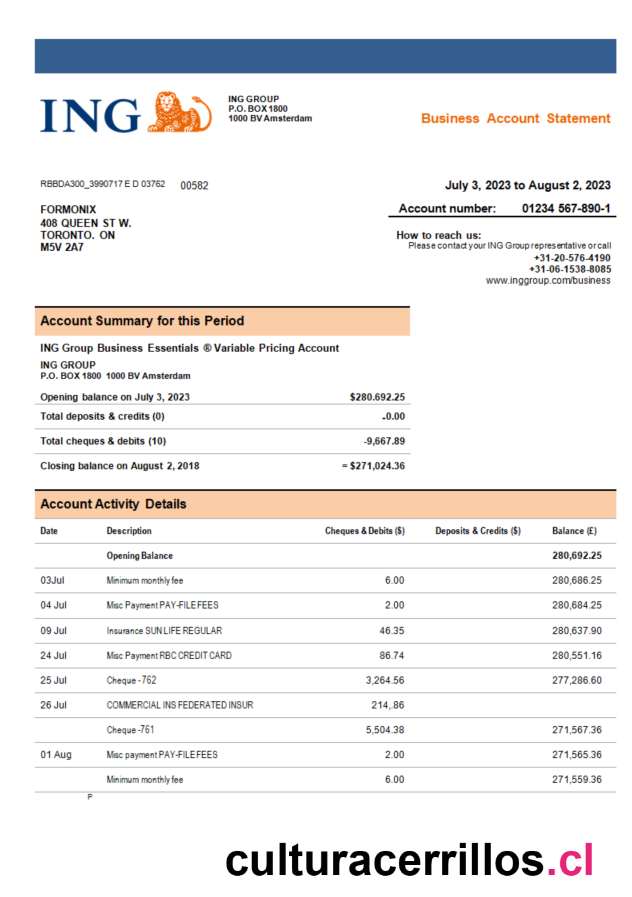 ING
ING GROUP
P.O. BOX 1800
1000 BV Amsterdam
Business Account Statement
RBBDA300_3990717 E D 03762 00582
July 3, 2023 to August 2, 2023
FORMONIX
408 QUEEN ST W.
TORONTO. ON
M5V 2A7
Account number: 01234 567-890-1
How to reach us:
Please contact your ING Group representative or call
+31-20-576-4190
+31-06-1538-8085
www.inggroup.com/business
Account Summary for this Period
ING Group Business Essentials ® Variable Pricing Account
ING GROUP
P.O. BOX 1800 1000 BV Amsterdam
Opening balance on July 3, 2023 $280.692.25
Total deposits & credits (0) -0.00
Total cheques & debits (10) -9,667.89
Closing balance on August 2, 2018 = $271,024.36
Account Activity Details
Date Description Cheques & Debits ($) Deposits & Credits ($) Balance (£)
Opening Balance 280,692.25
03Jul Minimum monthly fee 6.00 280,686.25
04 Jul Misc Payment PAY-FILE FEES 2.00 280,684.25
09 Jul Insurance SUN LIFE REGULAR 46.35 280,637.90
24 Jul Misc Payment RBC CREDIT CARD 86.74 280,551.16
25 Jul Cheque -762 3,264.56 277,286.60
26 Jul COMMERCIAL INS FEDERATED INSUR 214,.86
Cheque -761 5,504.38 271,567.36
01 Aug Misc payment PAY-FILE FEES 2.00 271,565.36
Minimum monthly fee 6.00 271,559.36
P
culturacerrillos.cl